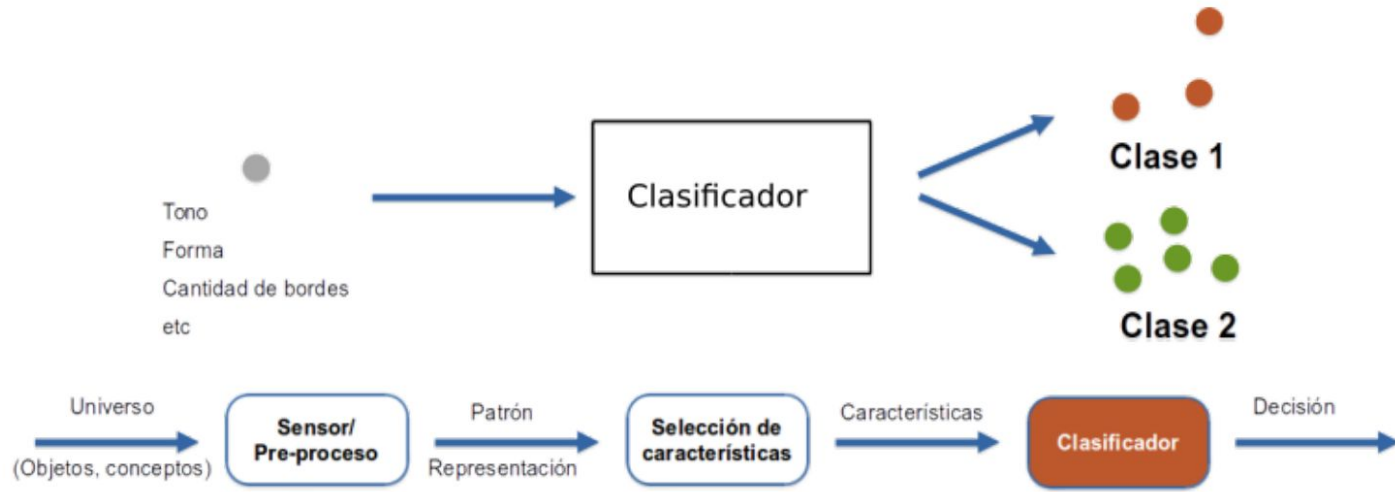 Tono
Forma
Cantidad de bordes
etc
Clasificador
Clase 1
Clase 2
Universo
(Objetos, conceptos)
Sensor/
Pre-proceso
Patrón
Representación
Selección de
características
Características
Clasificador
Decisión